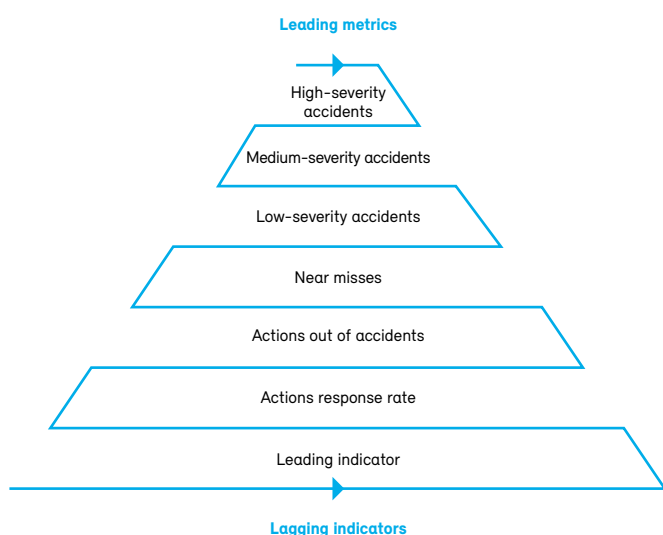 Leading metrics
High-severity
accidents
Medium-severity accidents
Low-severity accidents
Near misses
Actions out of accidents
Actions response rate
Leading indicator
Lagging indicators